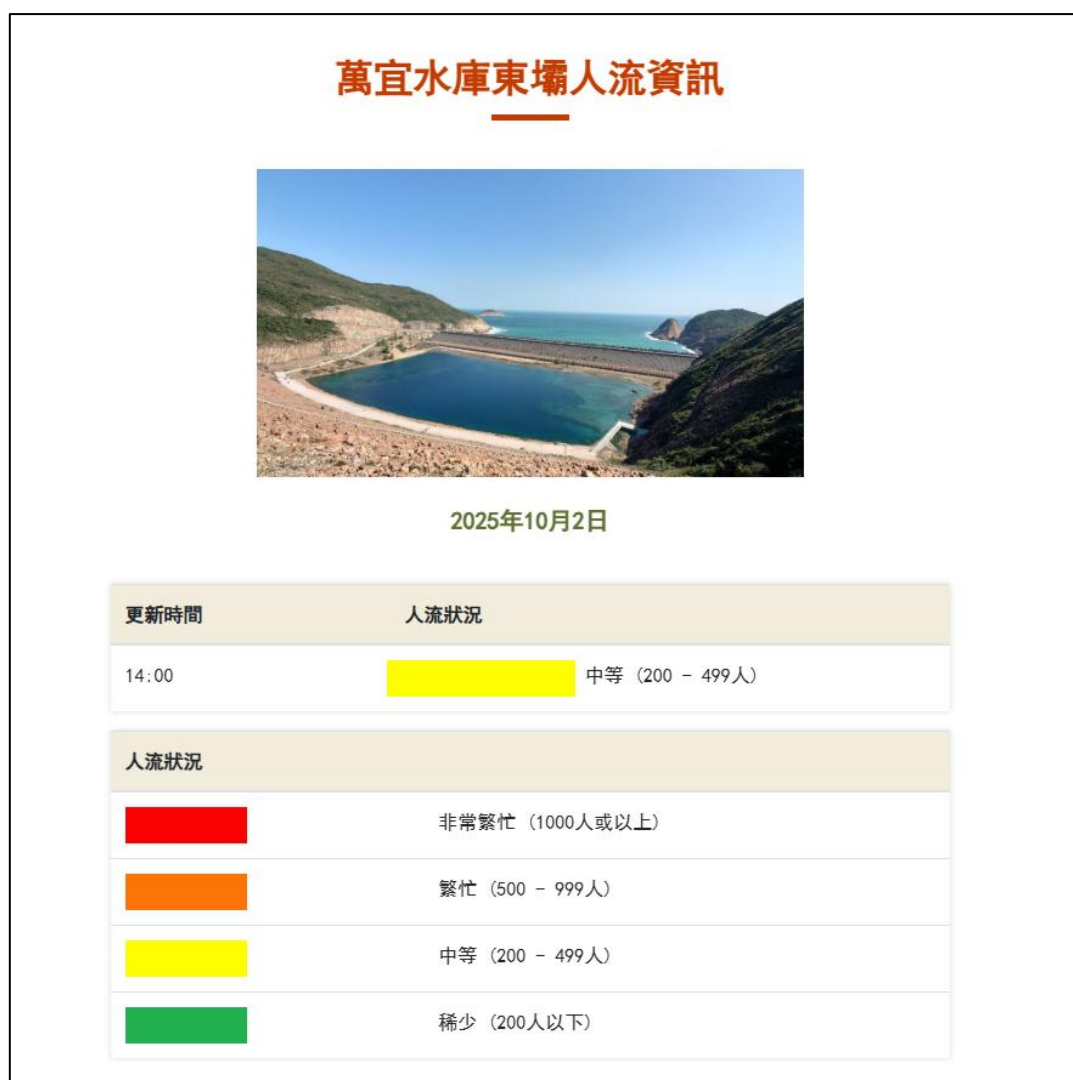 萬宜水庫東壩人流資訊
2025年10月2日
更新時間 人流狀況
14:00 中等 (200 - 499人)
人流狀況
非常繁忙 (1000人或以上)
繁忙 (500 - 999人)
中等 (200 - 499人)
稀少 (200人以下)